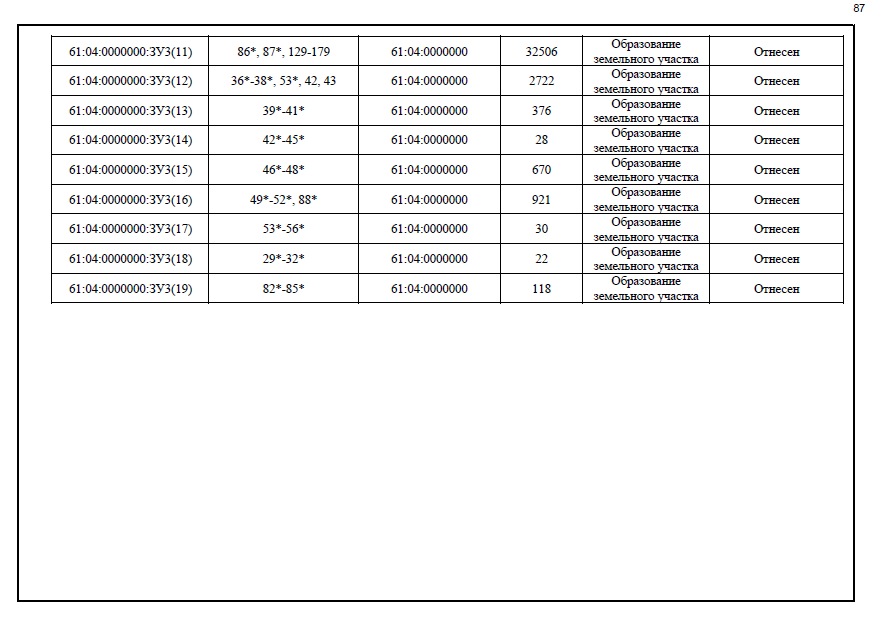 87
61:04:0000000:ЗУ3(11) 86*, 87*, 129-179 61:04:0000000 32506 Образование земельного участка Отнесен
61:04:0000000:ЗУ3(12) 36*-38*, 53*, 42, 43 61:04:0000000 2722 Образование земельного участка Отнесен
61:04:0000000:ЗУ3(13) 39*-41* 61:04:0000000 376 Образование земельного участка Отнесен
61:04:0000000:ЗУ3(14) 42*-45* 61:04:0000000 28 Образование земельного участка Отнесен
61:04:0000000:ЗУ3(15) 46*-48* 61:04:0000000 670 Образование земельного участка Отнесен
61:04:0000000:ЗУ3(16) 49*-52*, 88* 61:04:0000000 921 Образование земельного участка Отнесен
61:04:0000000:ЗУ3(17) 53*-56* 61:04:0000000 30 Образование земельного участка Отнесен
61:04:0000000:ЗУ3(18) 29*-32* 61:04:0000000 22 Образование земельного участка Отнесен
61:04:0000000:ЗУ3(19) 82*-85* 61:04:0000000 118 Образование земельного участка Отнесен